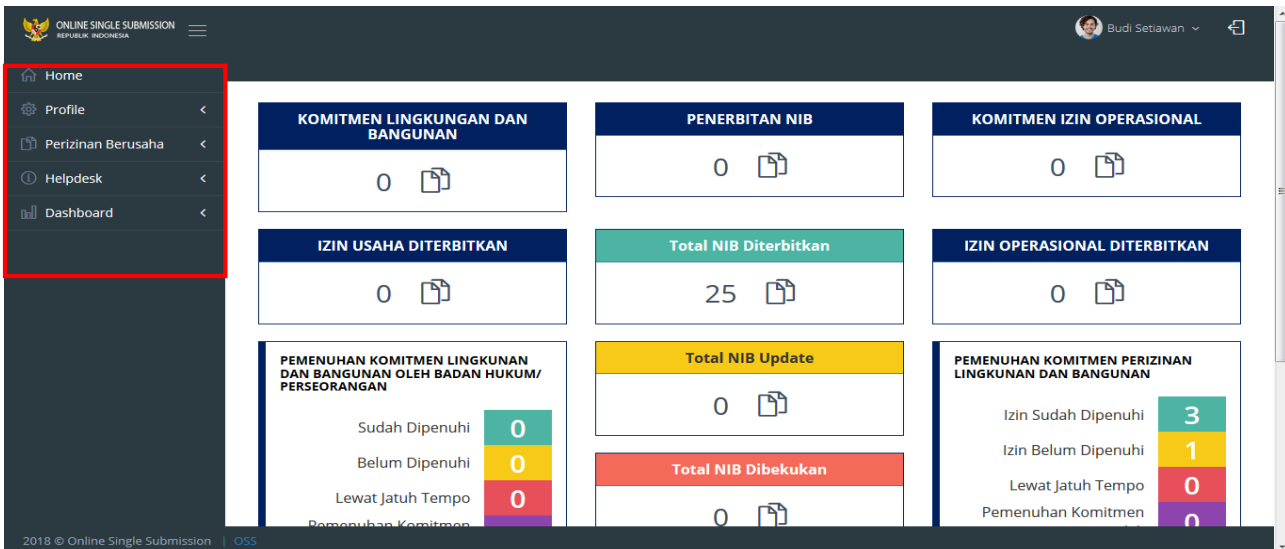 ONLINE SINGLE SUBMISSION
REPUBLIK INDONESIA
Budi Setiawan
Home
Profile
Perizinan Berusaha
Helpdesk
Dashboard
KOMITMEN LINGKUNGAN DAN
BANGUNAN
0
PENERBITAN NIB
0
KOMITMEN IZIN OPERASIONAL
0
IZIN USAHA DITERBITKAN
0
Total NIB Diterbitkan
25
IZIN OPERASIONAL DITERBITKAN
0
PEMENUHAN KOMITMEN LINGKUNAN
DAN BANGUNAN OLEH BADAN HUKUM/
PERSEORANGAN
Sudah Dipenuhi 0
Belum Dipenuhi 0
Lewat Jatuh Tempo 0
Pemenuhan Komitmen
Total NIB Update
0
Total NIB Dibekukan
0
PEMENUHAN KOMITMEN PERIZINAN
LINGKUNAN DAN BANGUNAN
Izin Sudah Dipenuhi 3
Izin Belum Dipenuhi 1
Lewat Jatuh Tempo 0
Pemenuhan Komitmen
0
2018 © Online Single Submission | OSS